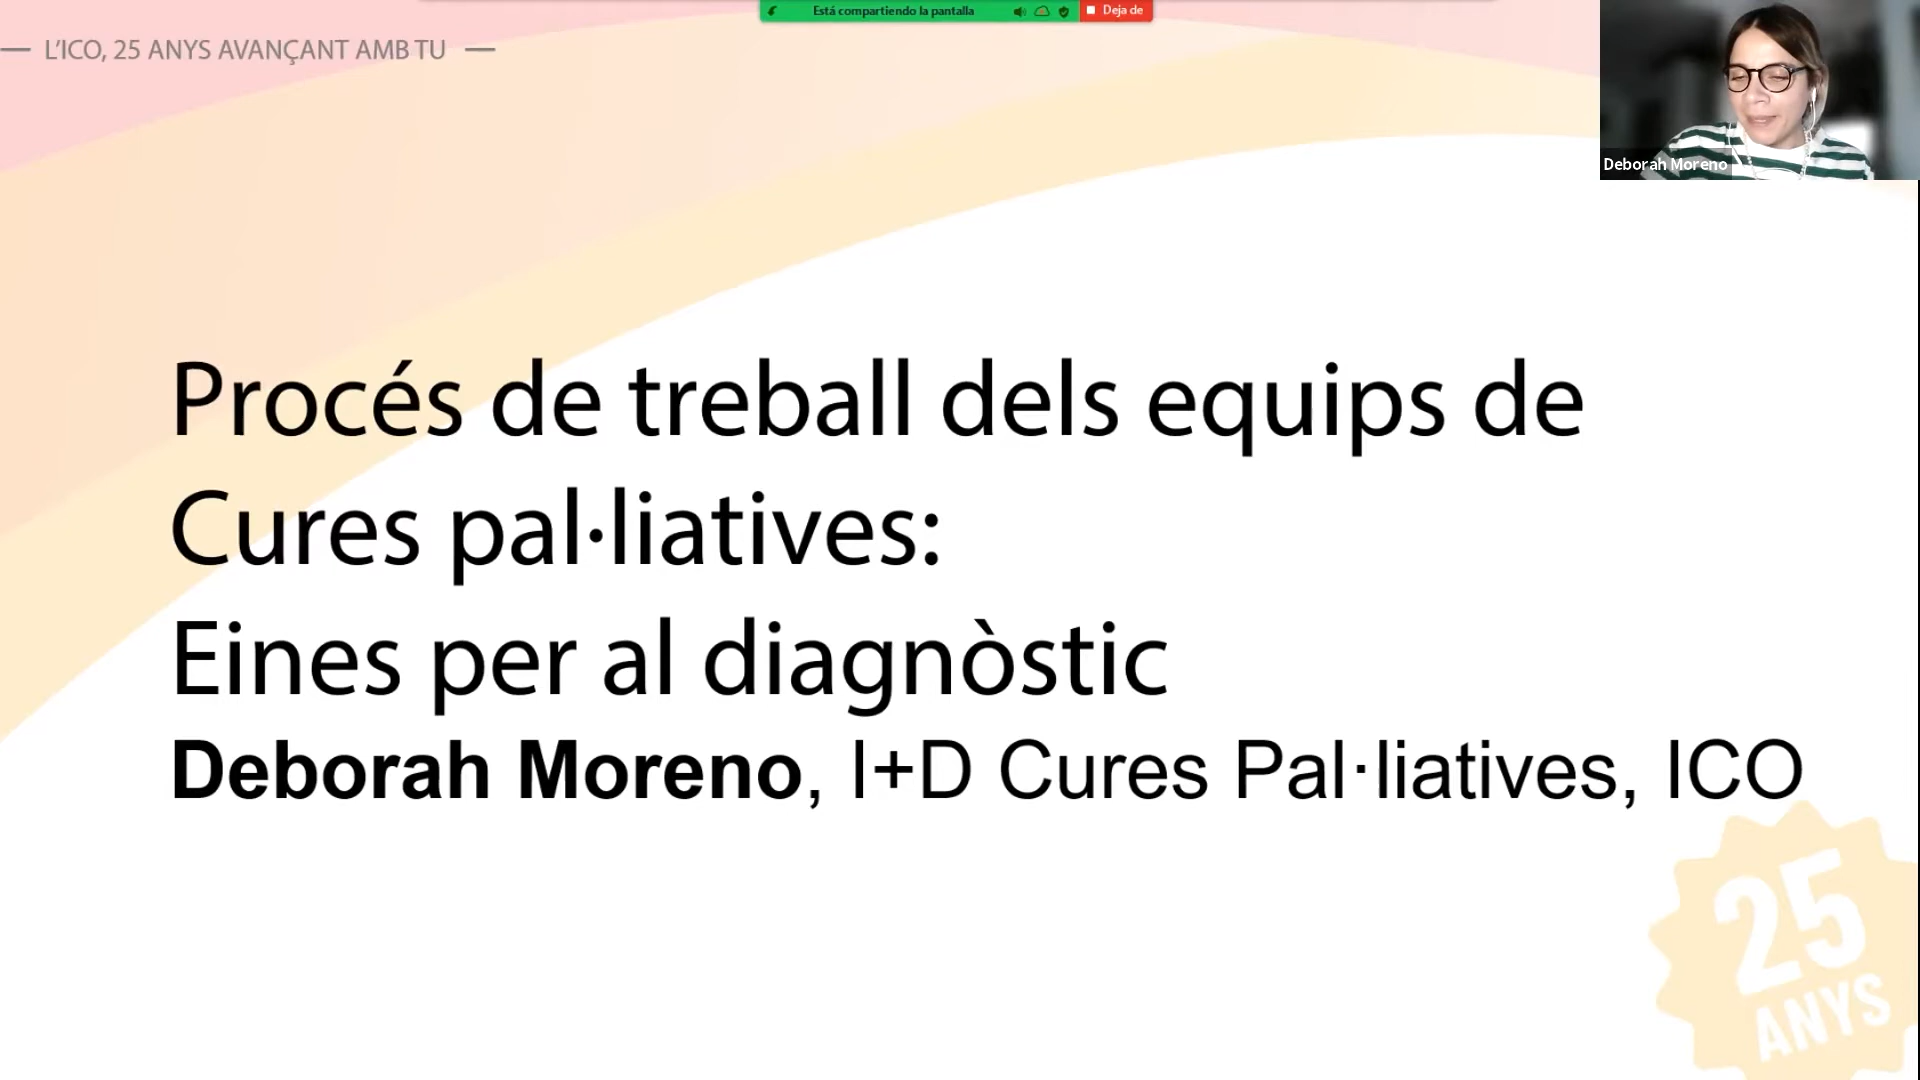 Está compartiendo la pantalla
Deja de
L'ICO, 25 ANYS AVANÇANT AMB TU
Deborah Moreno
Procés de treball dels equips de
Cures pal·liatives:
Eines per al diagnòstic
Deborah Moreno, I+D Cures Pal·liatives, ICO
25
ANYS